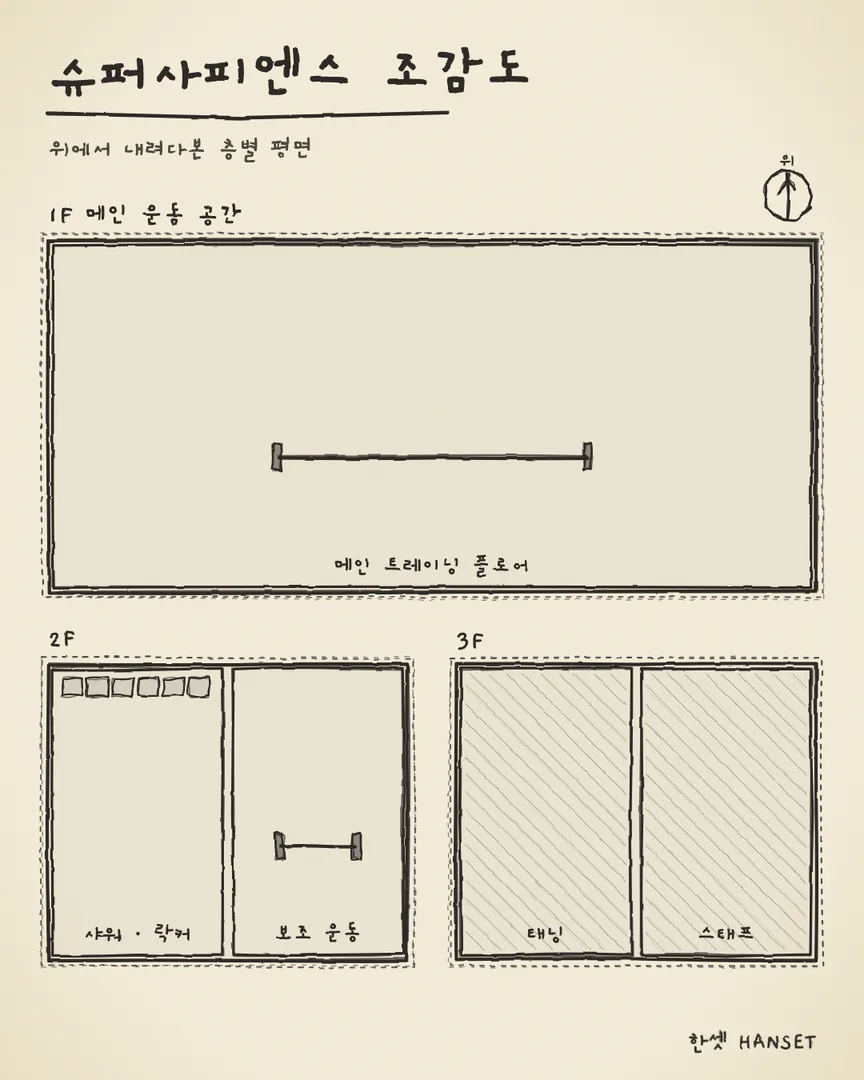 슈퍼사피엔스 조감도
위에서 내려다본 층별 평면
위
1F 메인 운동 공간
메인 트레이닝 플로어
2F
3F
샤워 · 락커
보조 운동
태닝
스태프
한셋 HANSET